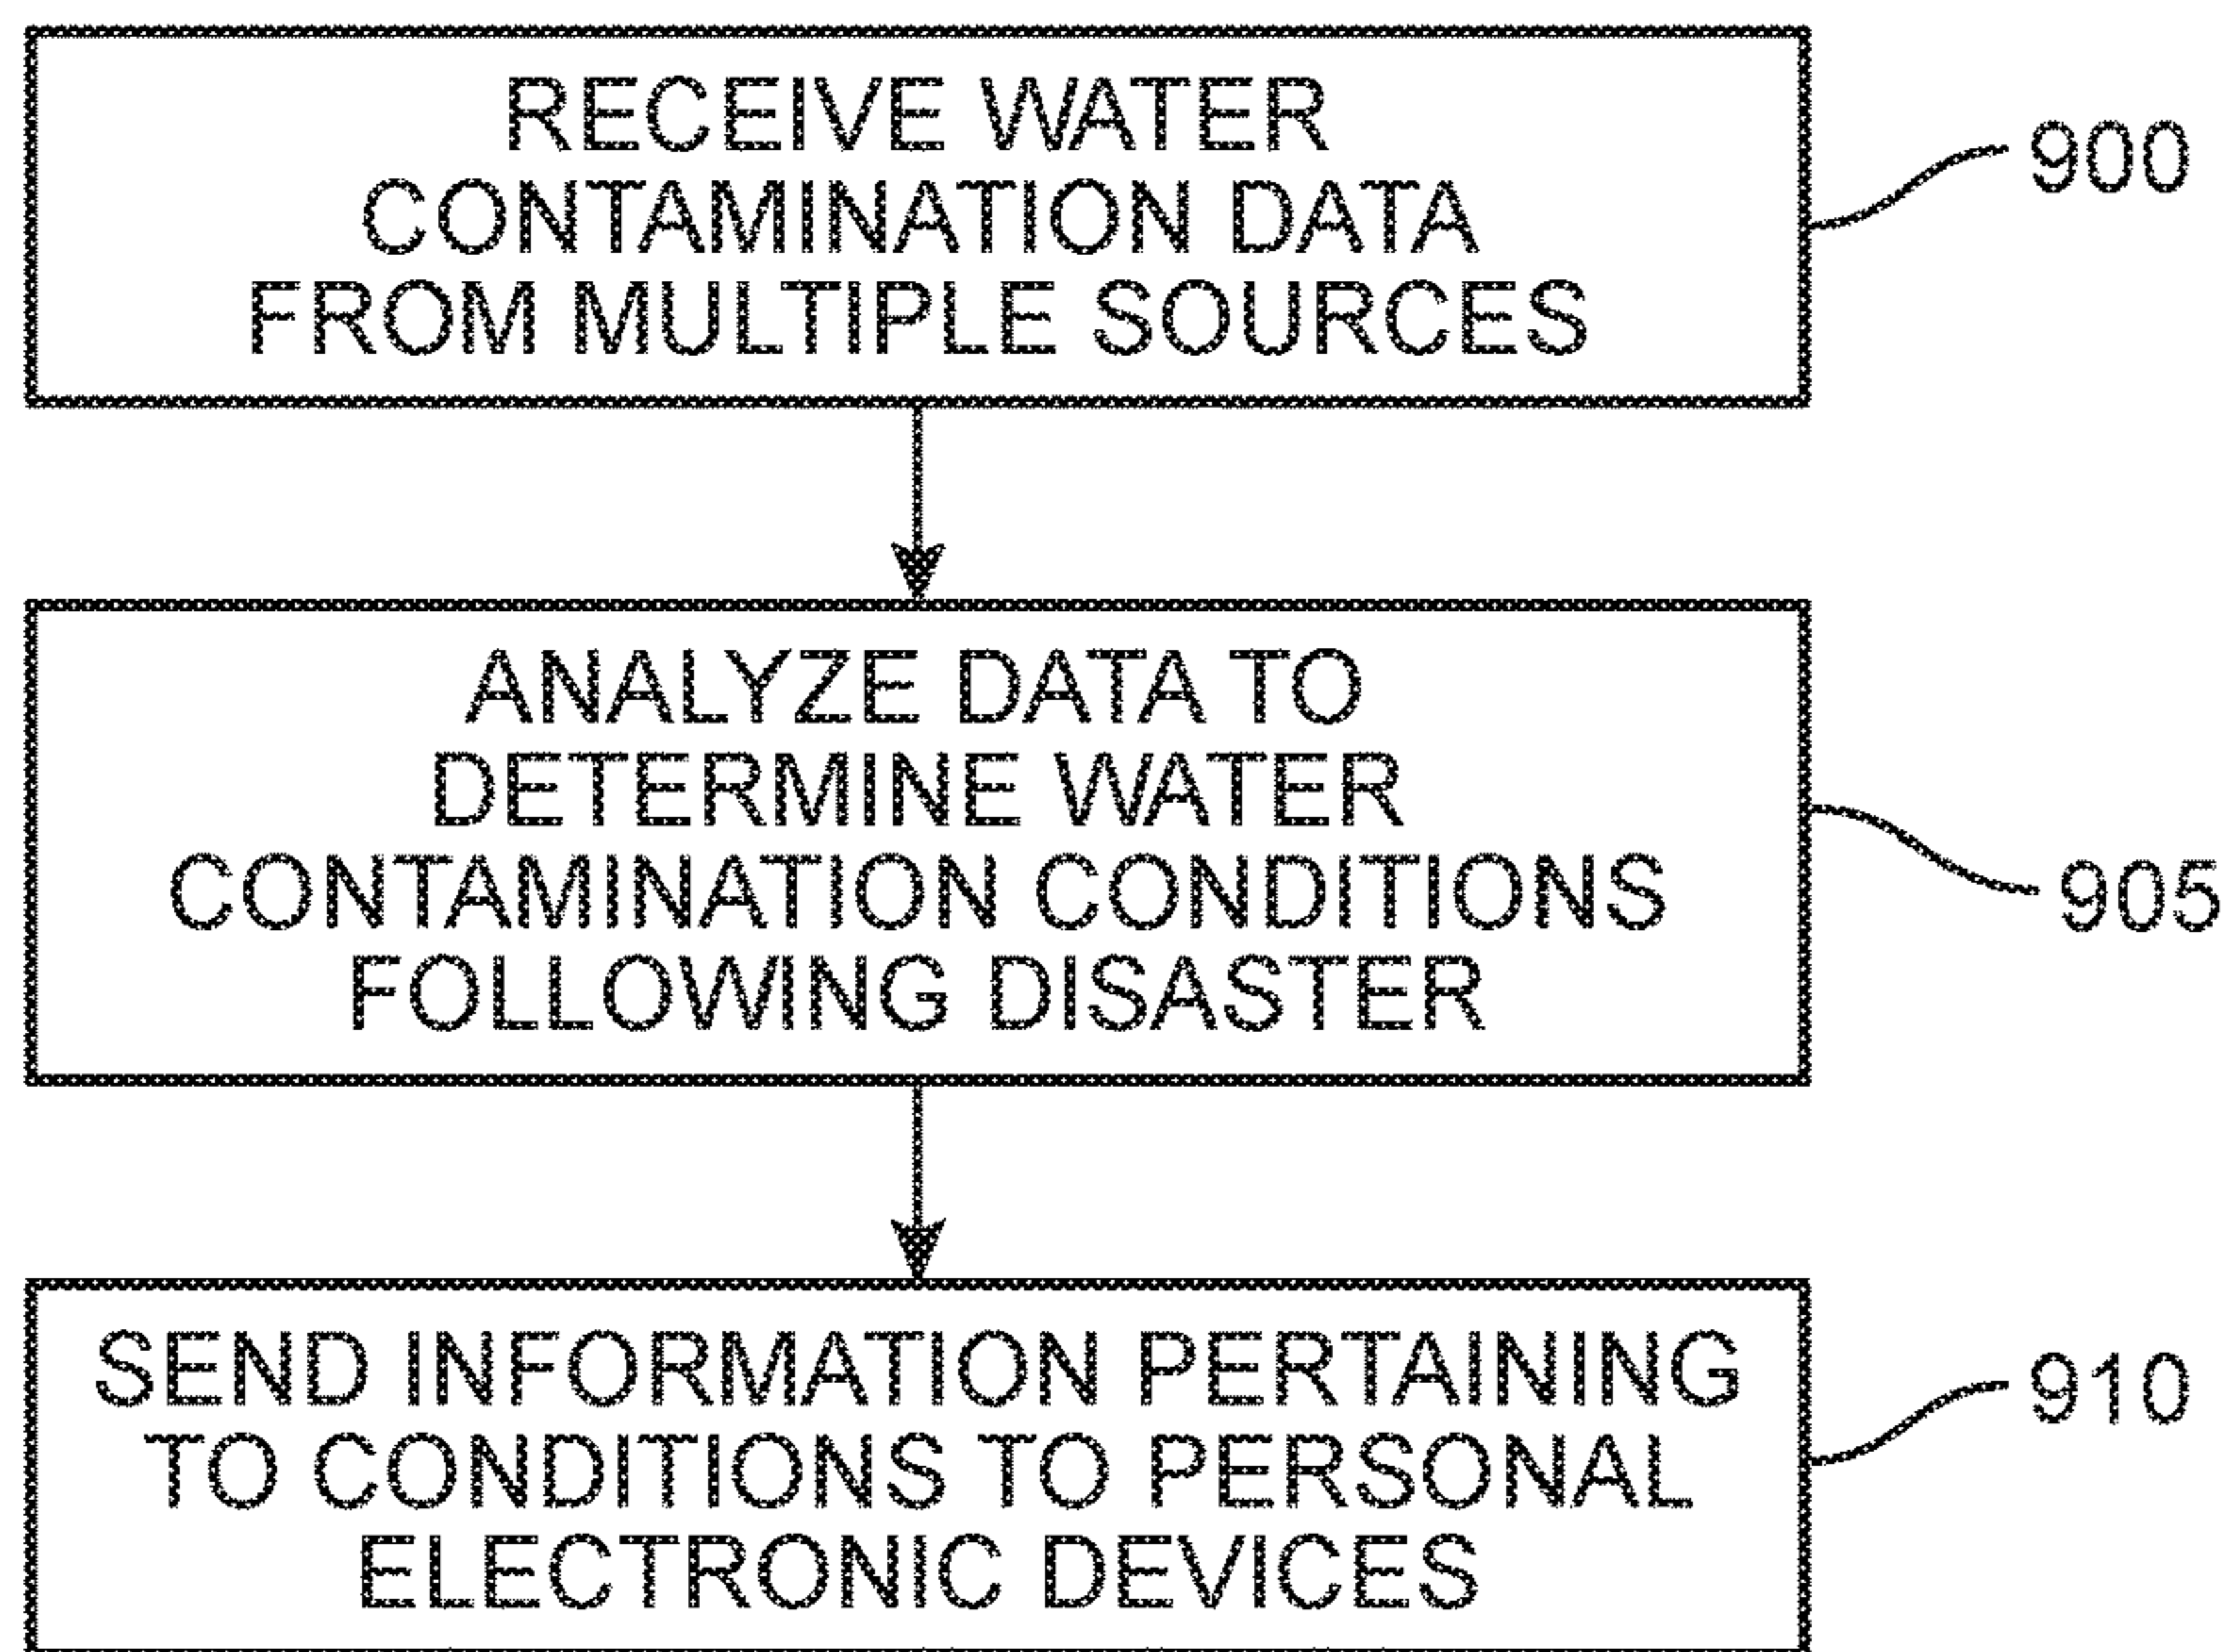 RECEIVE WATER
CONTAMINATION DATA
FROM MULTIPLE SOURCES
900
ANALYZE DATA TO
DETERMINE WATER
CONTAMINATION CONDITIONS
FOLLOWING DISASTER
905
SEND INFORMATION PERTAINING
TO CONDITIONS TO PERSONAL
ELECTRONIC DEVICES
910